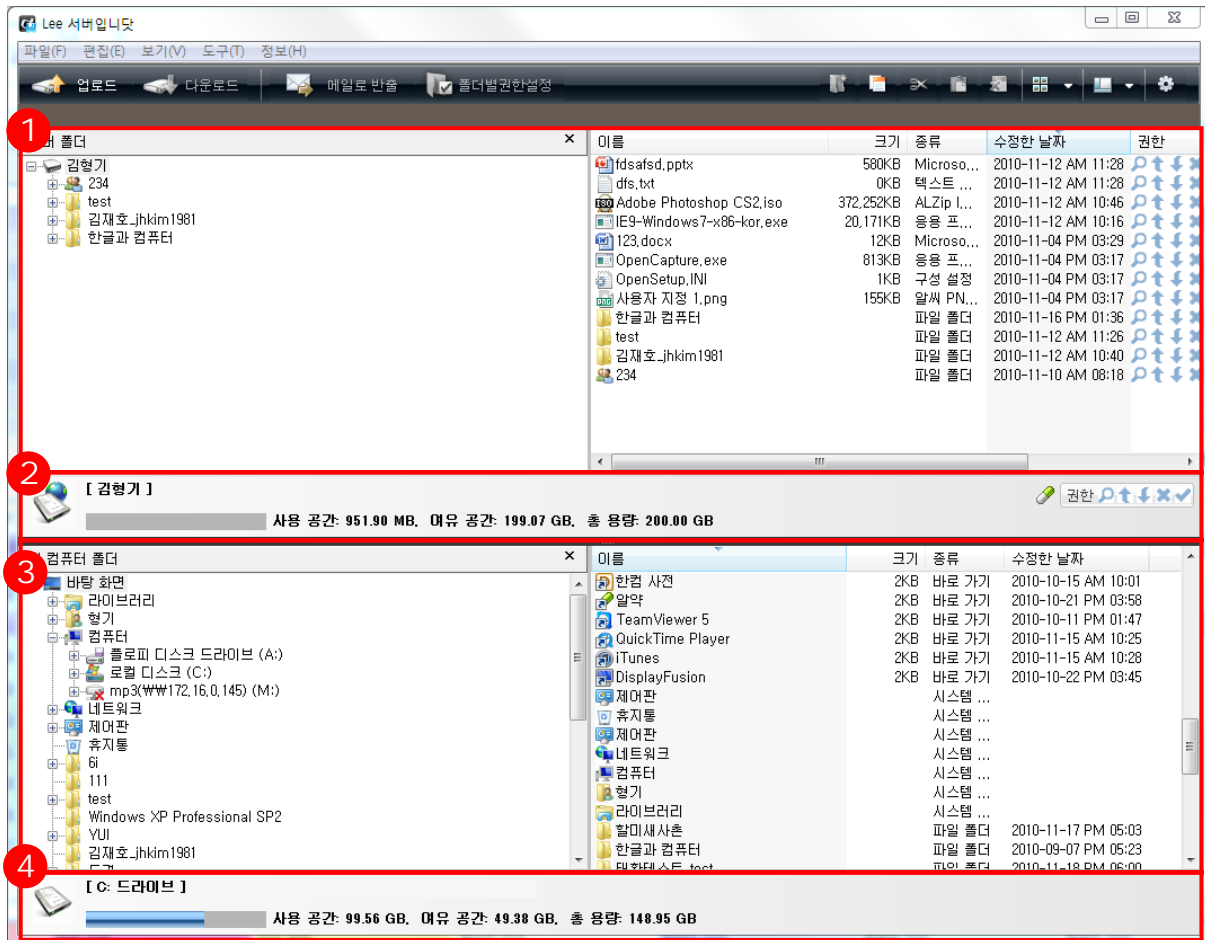 Lee 서버입니닷
파일(F) 편집(E) 보기(V) 도구(T) 정보(H)
업로드 다운로드 메일로 반출 폴더별권한설정
1
폴더 ×
김형기
234
test
김재호_jhkim1981
한글과 컴퓨터
이름 크기 종류 수정한 날짜 권한
fdsafsd.pptx 580KB Microso... 2010-11-12 AM 11:28
dfs.txt 0KB 텍스트 ... 2010-11-12 AM 11:28
Adobe Photoshop CS2.iso 372,252KB ALZip I... 2010-11-12 AM 10:46
IE9-Windows7-x86-kor.exe 20,171KB 응용 프... 2010-11-12 AM 10:16
123.docx 12KB Microso... 2010-11-04 PM 03:29
OpenCapture.exe 813KB 응용 프... 2010-11-04 PM 03:17
OpenSetup.INI 1KB 구성 설정 2010-11-04 PM 03:17
사용자 지정 1.png 155KB 알씨 PN... 2010-11-04 PM 03:17
한글과 컴퓨터 파일 폴더 2010-11-16 PM 01:36
test 파일 폴더 2010-11-12 AM 11:26
김재호_jhkim1981 파일 폴더 2010-11-12 AM 10:40
234 파일 폴더 2010-11-10 AM 08:18
2
[ 김형기 ]
권한
사용 공간: 951.90 MB, 여유 공간: 199.07 GB, 총 용량: 200.00 GB
3
컴퓨터 폴더 ×
바탕 화면
라이브러리
형기
컴퓨터
플로피 디스크 드라이브 (A:)
로컬 디스크 (C:)
mp3(₩₩172.16.0.145) (M:)
네트워크
제어판
휴지통
6i
111
test
Windows XP Professional SP2
YUI
김재호_jhkim1981
이름 크기 종류 수정한 날짜
한컴 사전 2KB 바로 가기 2010-10-15 AM 10:01
알약 2KB 바로 가기 2010-10-21 PM 03:58
TeamViewer 5 2KB 바로 가기 2010-10-11 PM 01:47
QuickTime Player 2KB 바로 가기 2010-11-15 AM 10:25
iTunes 2KB 바로 가기 2010-11-15 AM 10:28
DisplayFusion 2KB 바로 가기 2010-10-22 PM 03:45
제어판 시스템 ...
휴지통 시스템 ...
제어판 시스템 ...
네트워크 시스템 ...
컴퓨터 시스템 ...
형기 시스템 ...
라이브러리 시스템 ...
할미새사촌 파일 폴더 2010-11-17 PM 05:03
한글과 컴퓨터 파일 폴더 2010-09-07 PM 05:23
test 파일 폴더 2010-11-18 PM 06:00
4
[ C: 드라이브 ]
사용 공간: 99.56 GB, 여유 공간: 49.38 GB, 총 용량: 148.95 GB